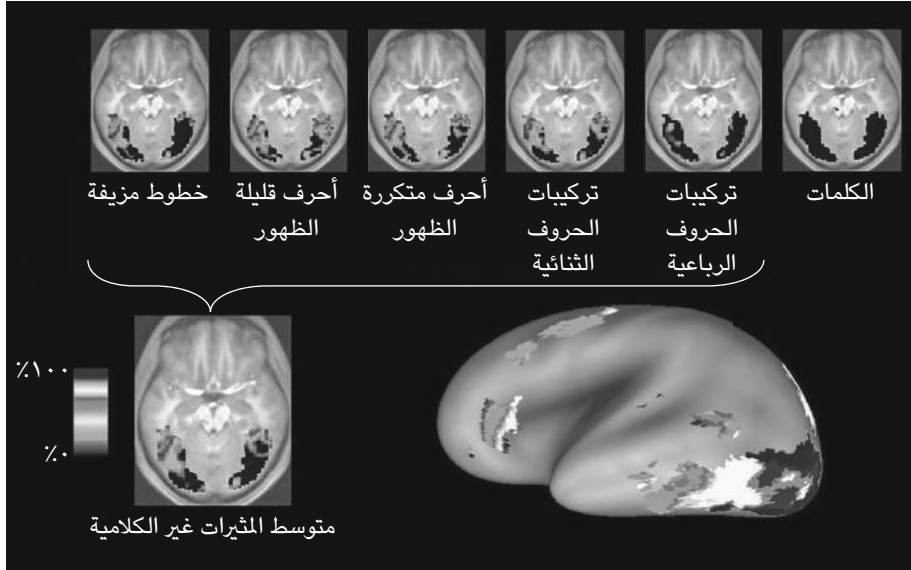 خطوط مزيفة
أحرف قليلة
الظهور
أحرف متكررة
الظهور
تركيبات
الحروف
الثنائية
تركيبات
الحروف
الرباعية
الكلمات
٪١٠٠
٪٠
متوسط المثيرات غير الكلامية